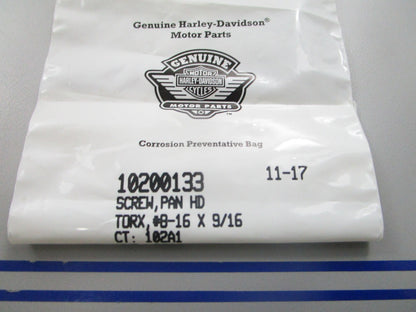 Genuine Harley-Davidson®
Motor Parts
GENUINE
MOTOR
HARLEY-DAVIDSON
CYCLES
MOTOR PARTS
™
Corrosion Preventative Bag
10200133 11-17
SCREW,PAN HD
TORX,#8-16 X 9/16
CT: 102A1